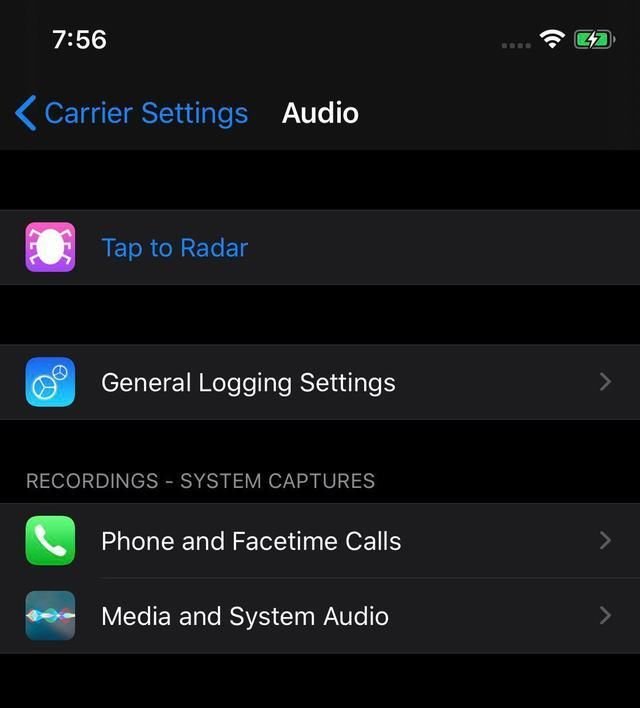 7:56
Carrier Settings Audio
Tap to Radar
General Logging Settings
RECORDINGS - SYSTEM CAPTURES
Phone and Facetime Calls
Media and System Audio